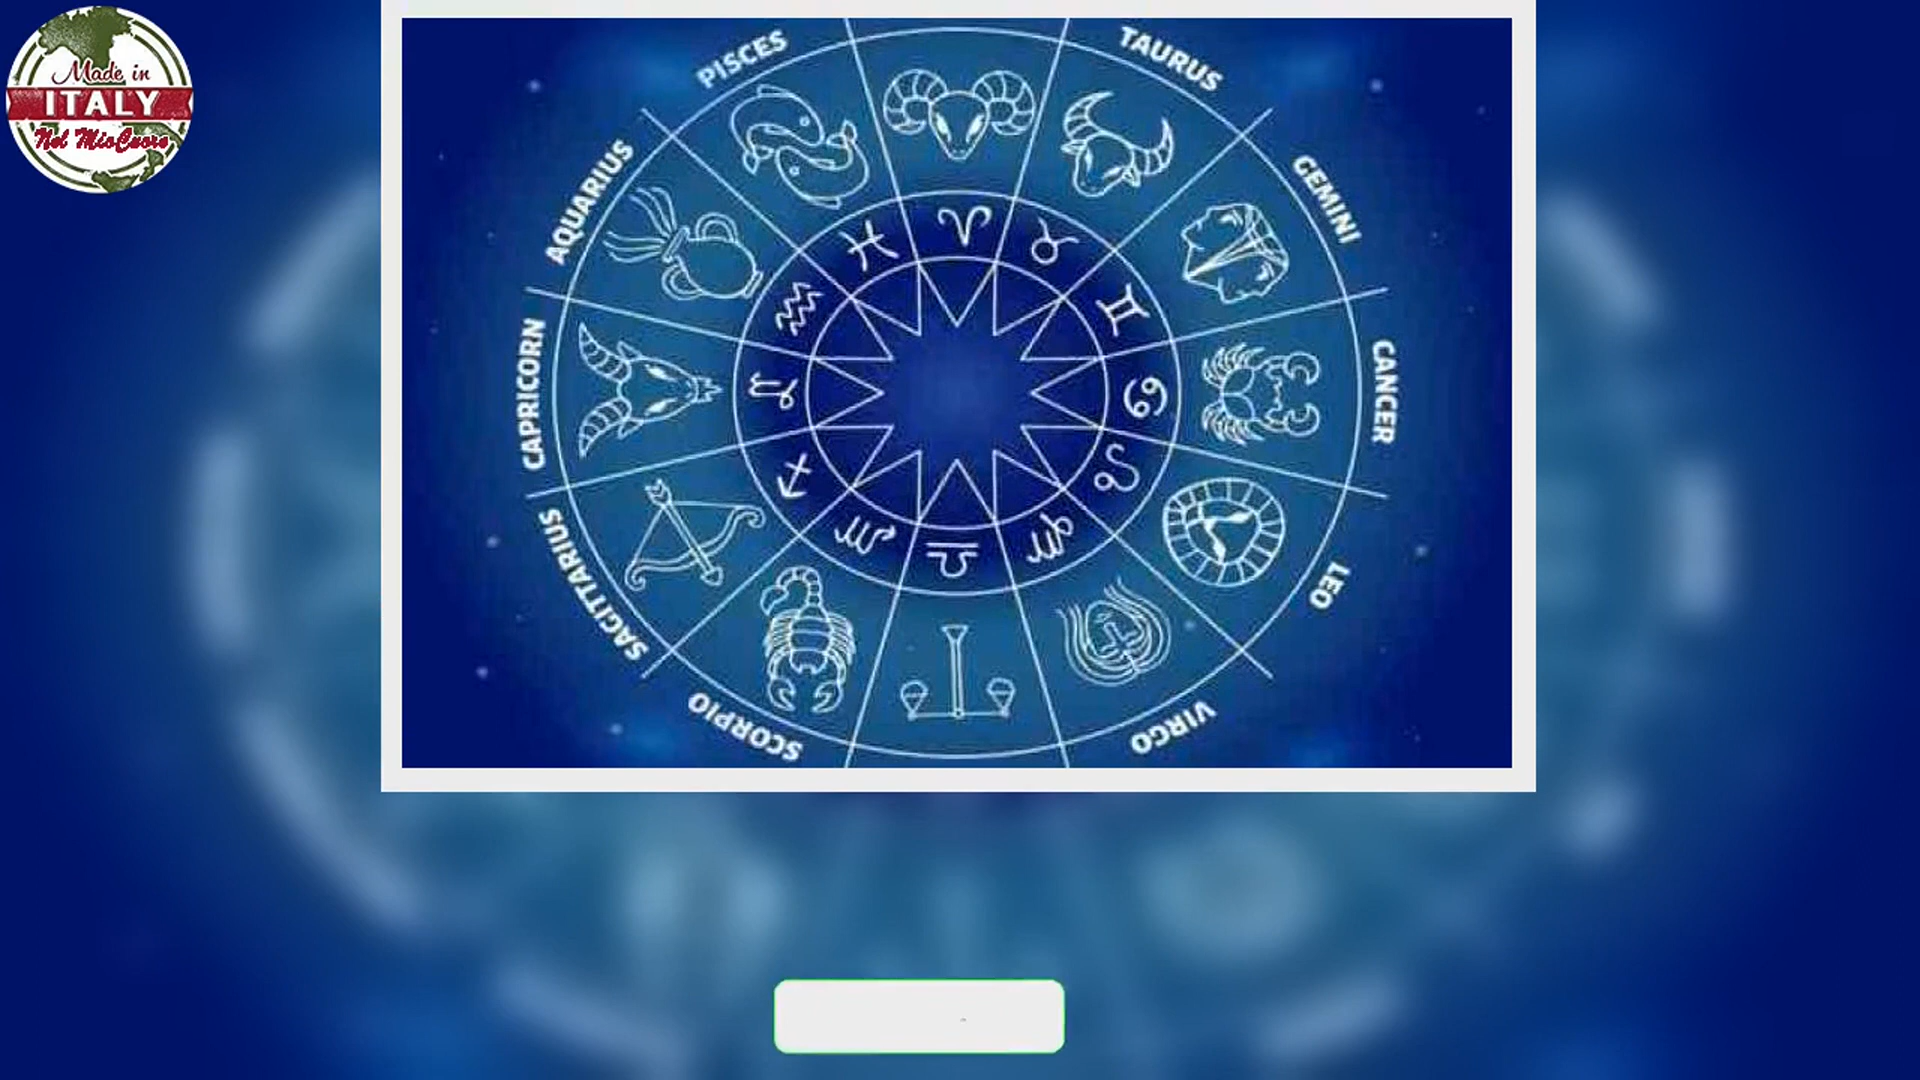 Made in
ITALY
Nel Mio Cuore
PISCES
TAURUS
AQUARIUS
GEMINI
CAPRICORN
CANCER
SAGITTARIUS
LEO
SCORPIO
VIRGO